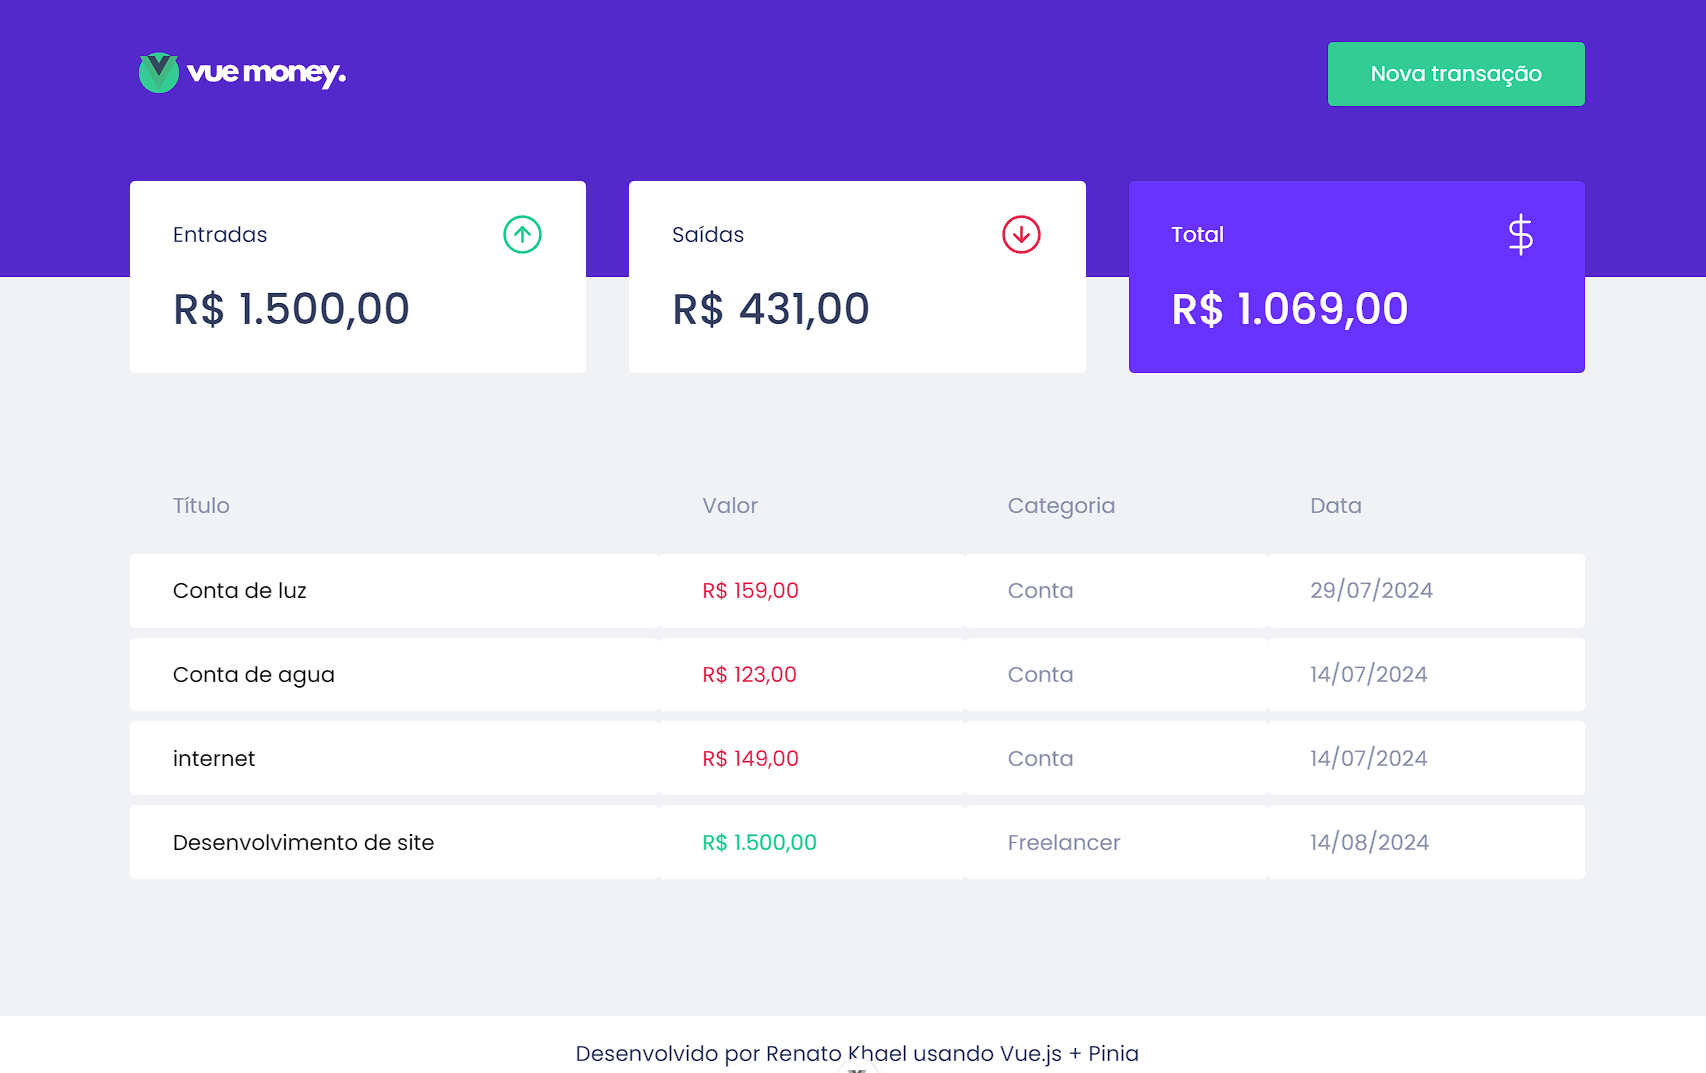 vue money.
Nova transação
Entradas
R$ 1.500,00
Saídas
R$ 431,00
Total
R$ 1.069,00
Título Valor Categoria Data
Conta de luz R$ 159,00 Conta 29/07/2024
Conta de agua R$ 123,00 Conta 14/07/2024
internet R$ 149,00 Conta 14/07/2024
Desenvolvimento de site R$ 1.500,00 Freelancer 14/08/2024
Desenvolvido por Renato Khael usando Vue.js + Pinia